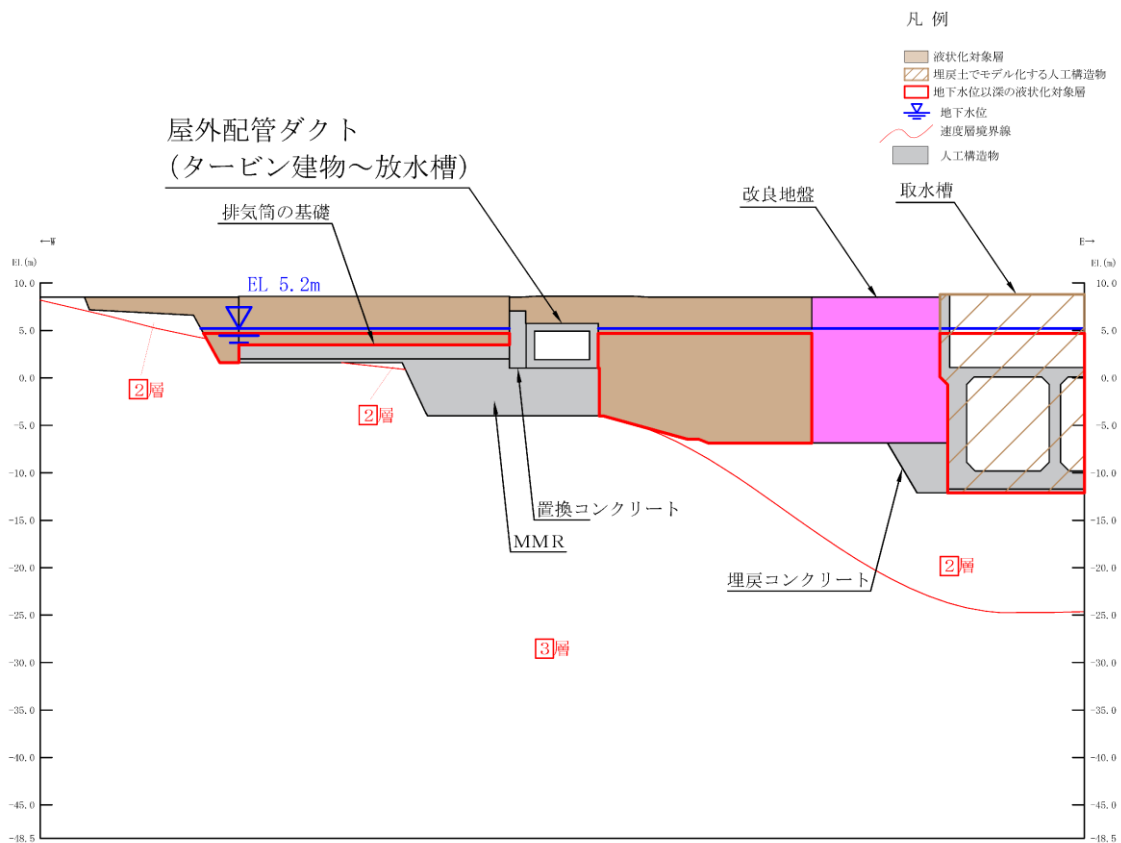 凡 例
液状化対象層
埋戻土でモデル化する人工構造物
地下水位以深の液状化対象層
地下水位
速度層境界線
人工構造物
屋外配管ダクト
(タービン建物～放水槽)
排気筒の基礎
改良地盤
取水槽
←W
E→
EL(m)
EL(m)
EL 5.2m
10.0
5.0
0.0
-5.0
-10.0
-15.0
-20.0
-25.0
-30.0
-35.0
-40.0
-45.0
-48.5
10.0
5.0
0.0
-5.0
-10.0
-15.0
-20.0
-25.0
-30.0
-35.0
-40.0
-45.0
-48.5
2層
2層
置換コンクリート
MMR
埋戻コンクリート
2層
3層